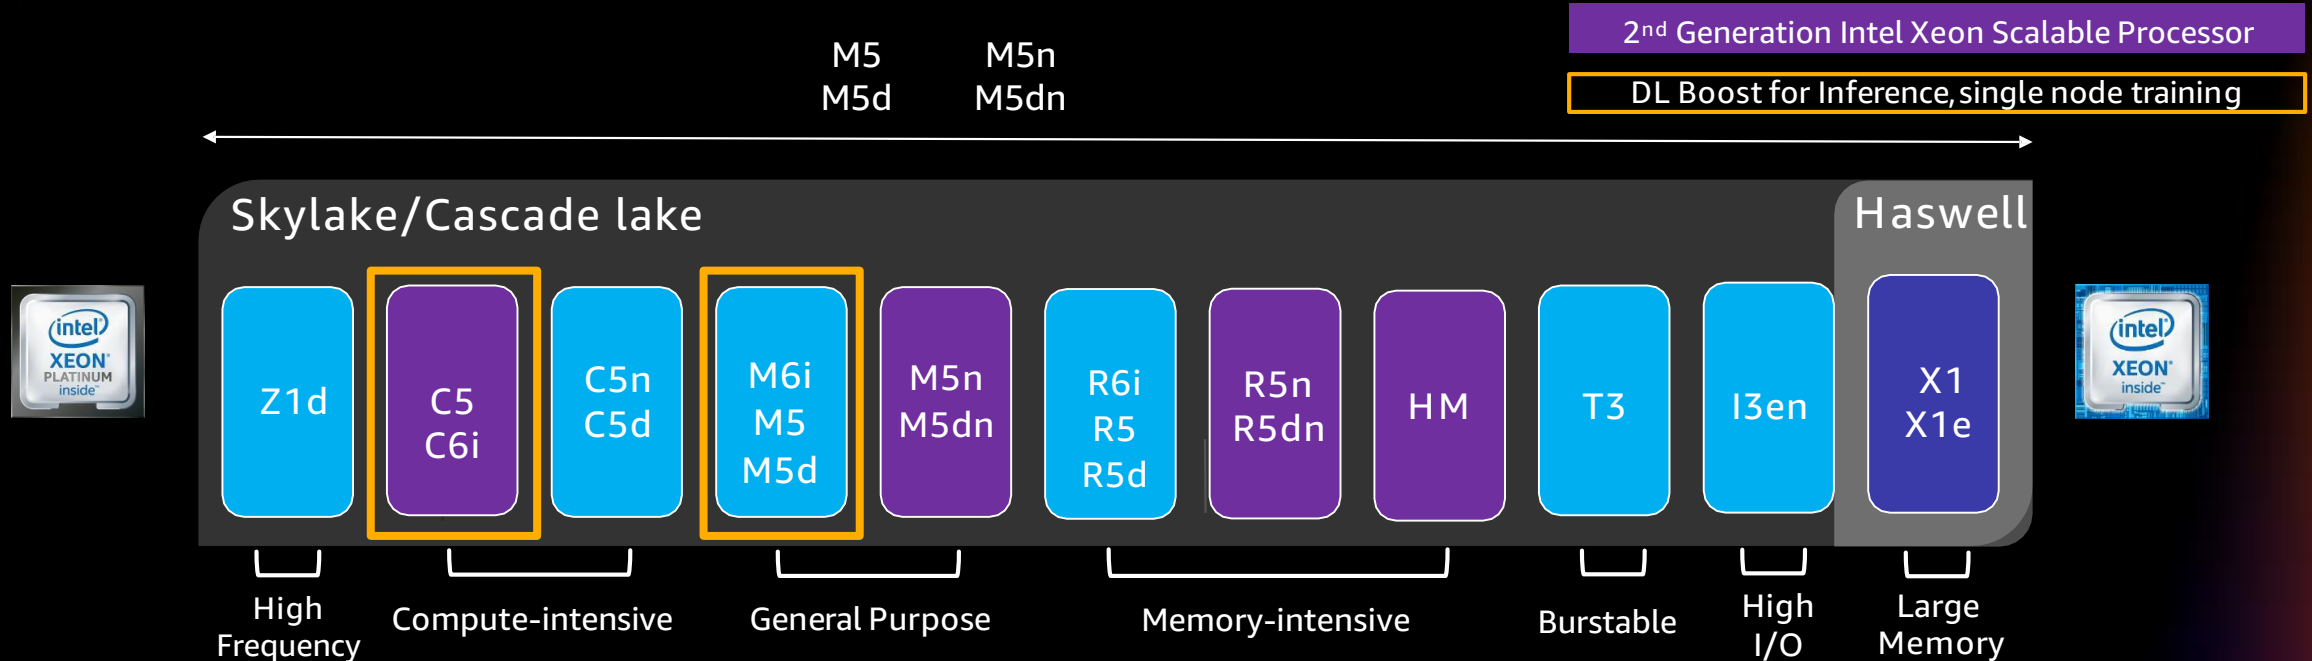 M5
M5d
M5n
M5dn
2nd Generation Intel Xeon Scalable Processor
DL Boost for Inference, single node training
Skylake/Cascade lake
Haswell
intel
XEON®
PLATINUM
inside™
Z1d
C5
C6i
C5n
C5d
M6i
M5
M5d
M5n
M5dn
R6i
R5
R5d
R5n
R5dn
HM
T3
I3en
X1
X1e
intel
XEON®
inside™
High
Frequency
Compute-intensive
General Purpose
Memory-intensive
Burstable
High
I/O
Large
Memory